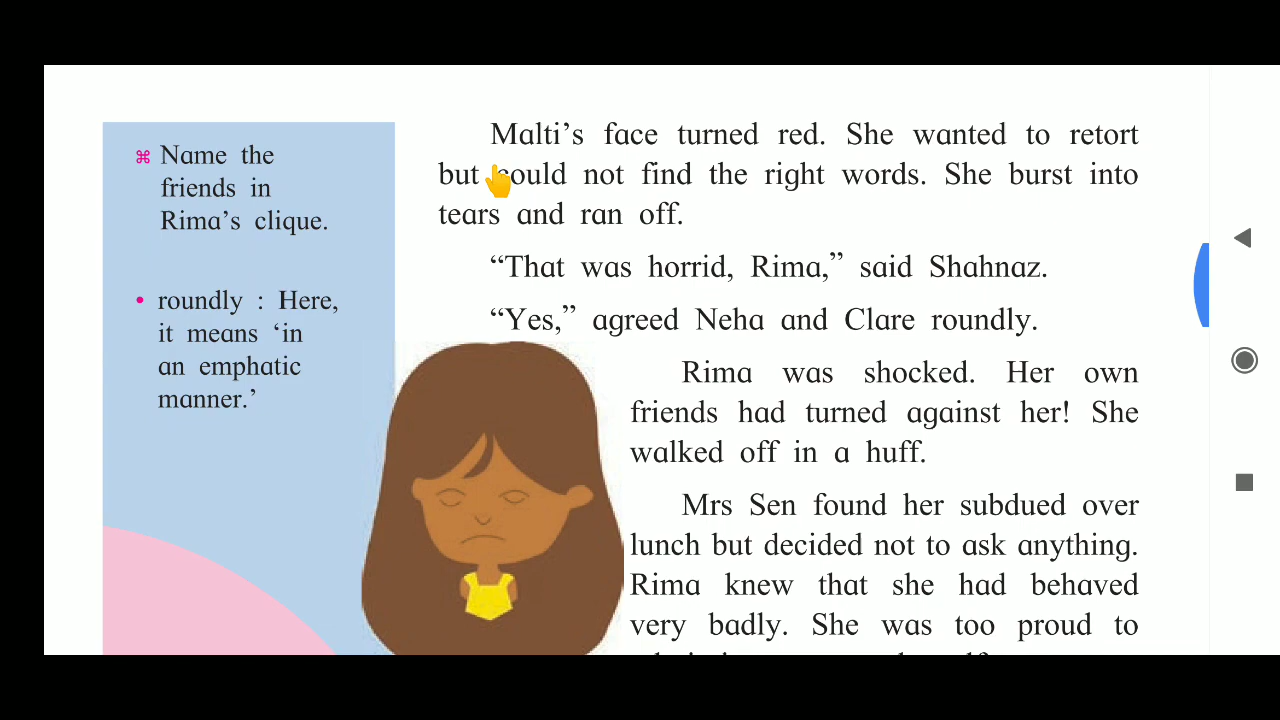 ⌘ Name the
friends in
Rima's clique.
• roundly : Here,
it means 'in
an emphatic
manner.'
Malti's face turned red. She wanted to retort
but could not find the right words. She burst into
tears and ran off.
"That was horrid, Rima," said Shahnaz.
"Yes," agreed Neha and Clare roundly.
Rima was shocked. Her own
friends had turned against her! She
walked off in a huff.
Mrs Sen found her subdued over
lunch but decided not to ask anything.
Rima knew that she had behaved
very badly. She was too proud to